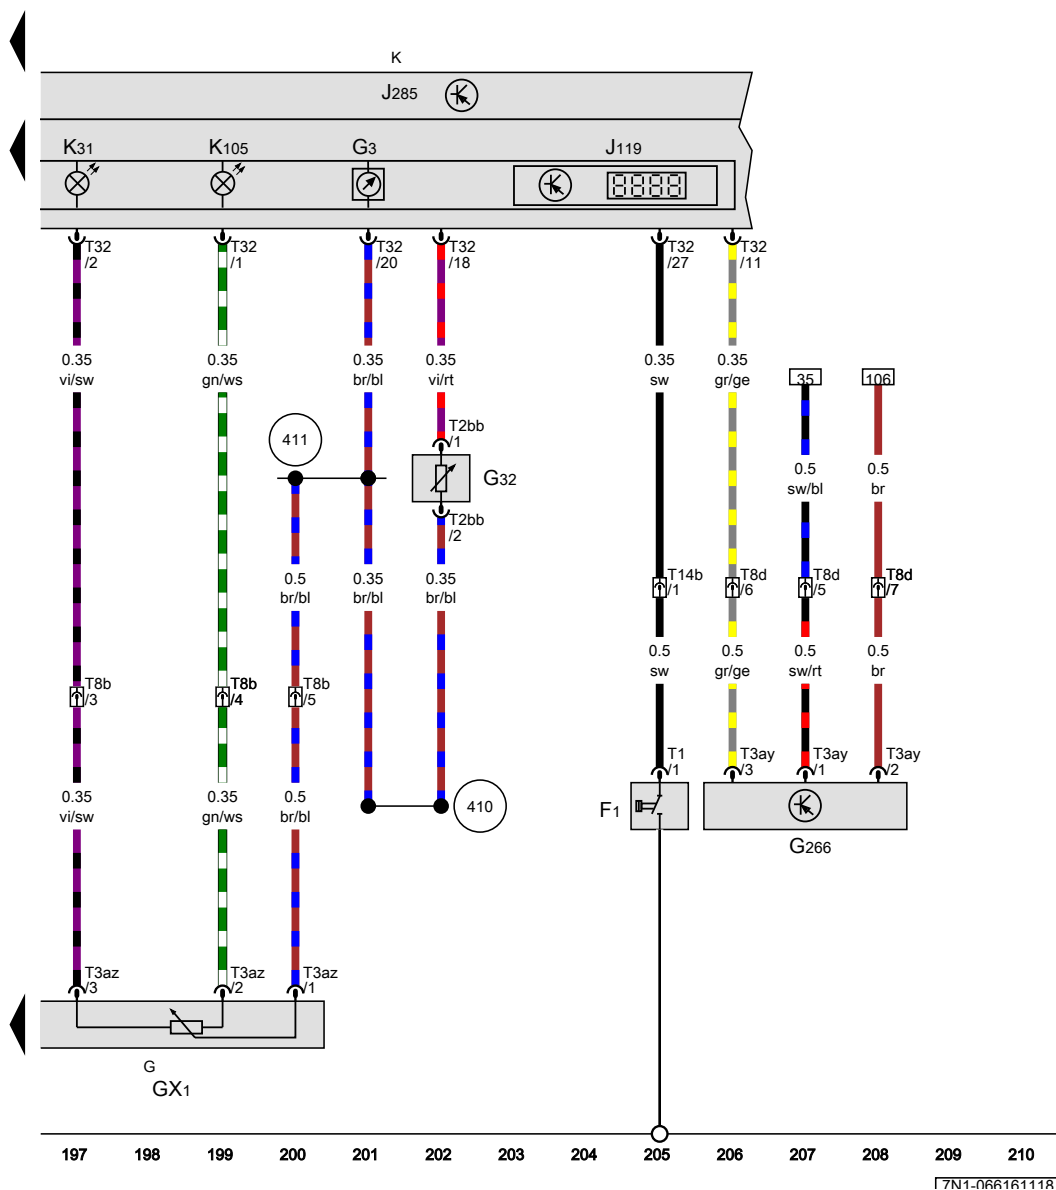 K
J285
K31 K105 G3 J119
T32 T32 T32 T32 T32 T32
/2 /1 /20 /18 /27 /11
0.35 0.35 0.35 0.35 0.35 0.35
vi/sw gn/ws br/bl vi/rt sw gr/ge 35 106
T2bb
411 /1
0.5 0.5
G32
sw/bl br
T2bb
/2
T14b T8d T8d T8d
/1 /6 /5 /7
0.5 0.35 0.35
br/bl br/bl br/bl
0.5 0.5 0.5 0.5
sw gr/ge sw/rt br
T8b T8b T8b
/3 /4 /5
T1 T3ay T3ay T3ay
/1 /3 /1 /2
0.35 0.35 0.5
vi/sw gn/ws br/bl 410 F1
G266
T3az T3az T3az
/3 /2 /1
G
GX1
197 198 199 200 201 202 203 204 205 206 207 208 209 210
7N1-066161118